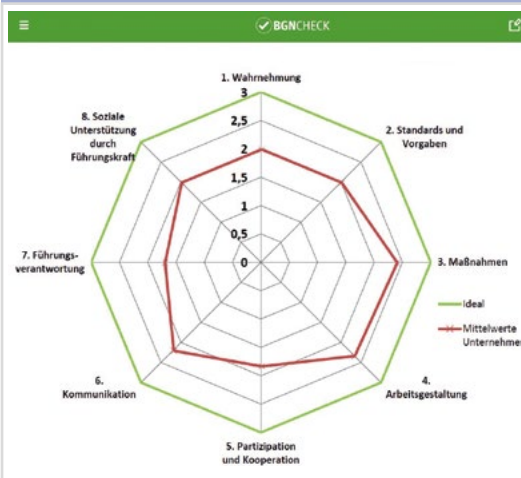 BGNCHECK
1. Wahrnehmung
3
2,5
2
1,5
1
0,5
0
2. Standards und
Vorgaben
3. Maßnahmen
4.
Arbeitsgestaltung
5. Partizipation
und Kooperation
6.
Kommunikation
7. Führungs-
verantwortung
8. Soziale
Unterstützung
durch
Führungskraft
Ideal
Mittelwerte
Unternehmen